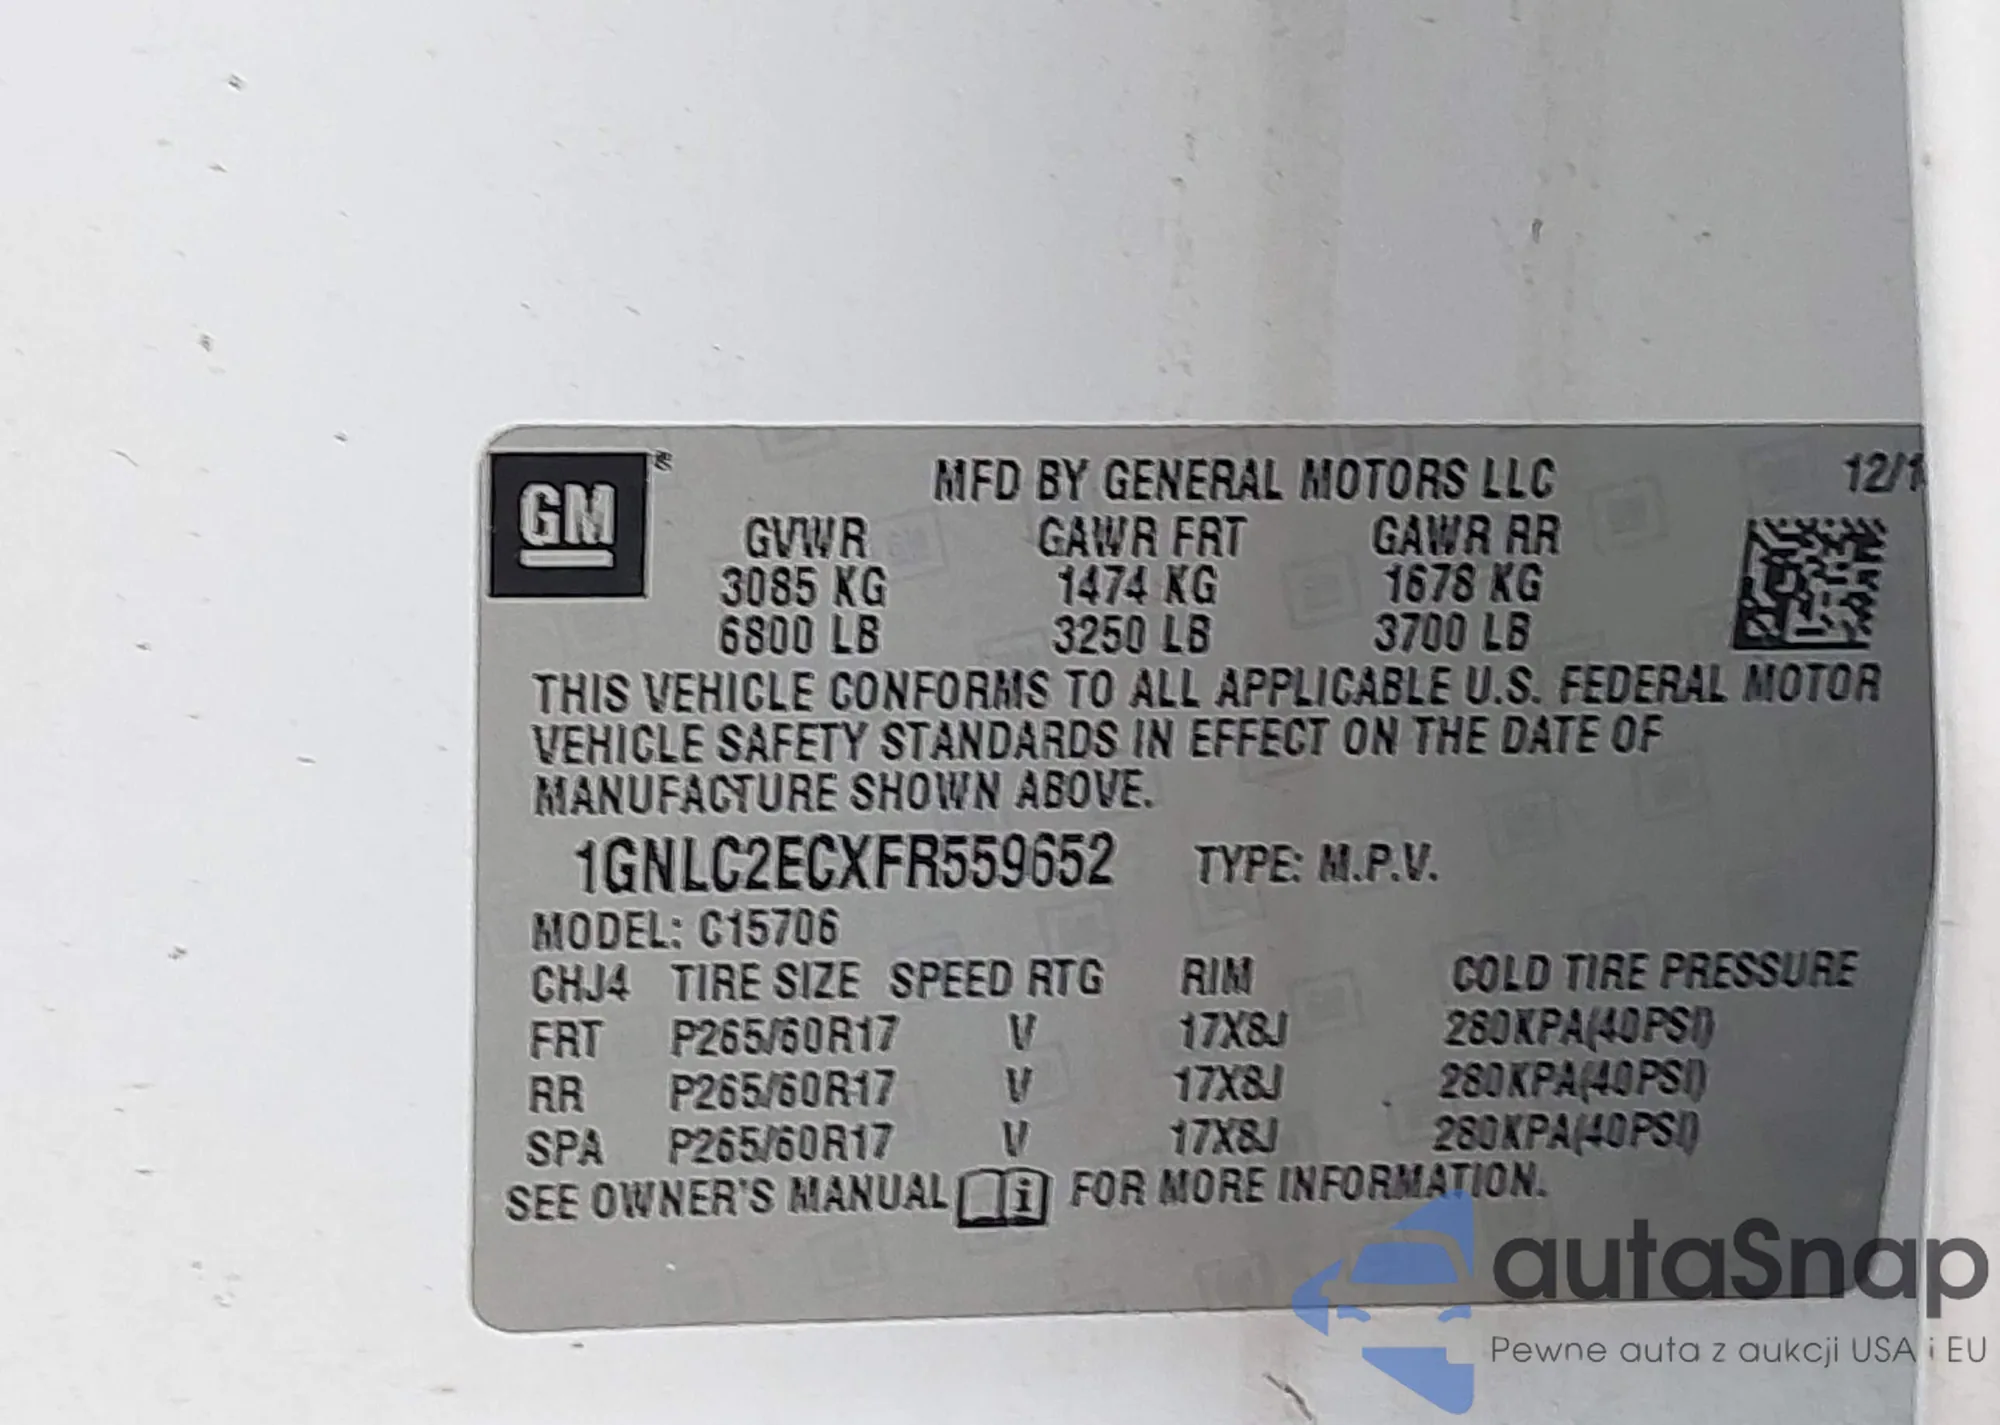 GM
®
MFD BY GENERAL MOTORS LLC 12/1
GVWR GAWR FRT GAWR RR
3085 KG 1474 KG 1678 KG
6800 LB 3250 LB 3700 LB
THIS VEHICLE CONFORMS TO ALL APPLICABLE U.S. FEDERAL MOTOR
VEHICLE SAFETY STANDARDS IN EFFECT ON THE DATE OF
MANUFACTURE SHOWN ABOVE.
1GNLC2ECXFR559652 TYPE: M.P.V.
MODEL: C15706
CHJ4 TIRE SIZE SPEED RTG RIM COLD TIRE PRESSURE
FRT P265/60R17 V 17X8J 280KPA(40PSI)
RR P265/60R17 V 17X8J 280KPA(40PSI)
SPA P265/60R17 V 17X8J 280KPA(40PSI)
SEE OWNER'S MANUAL i FOR MORE INFORMATION.
autaSnap
Pewne auta z aukcji USA i EU